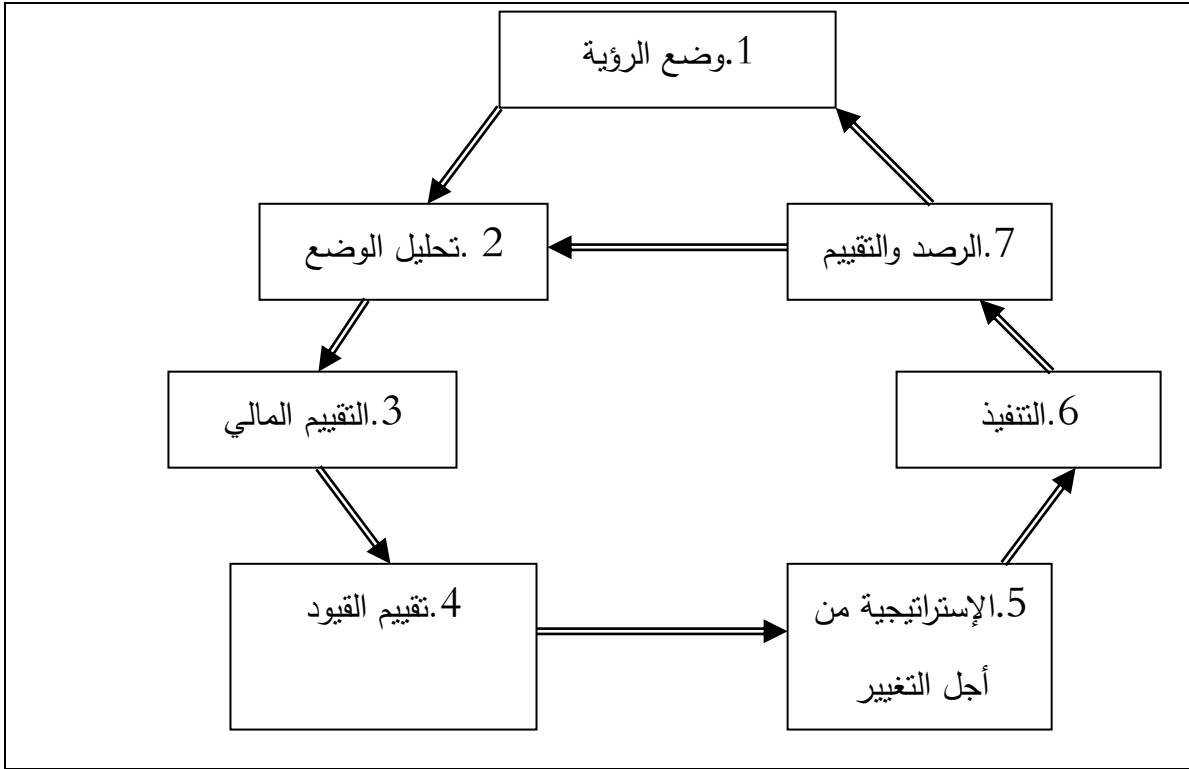 1.وضع الرؤية
2 .تحليل الوضع
3.التقييم المالي
4.تقييم القيود
5.الإستراتيجية من
أجل التغيير
6.التنفيذ
7.الرصد والتقييم